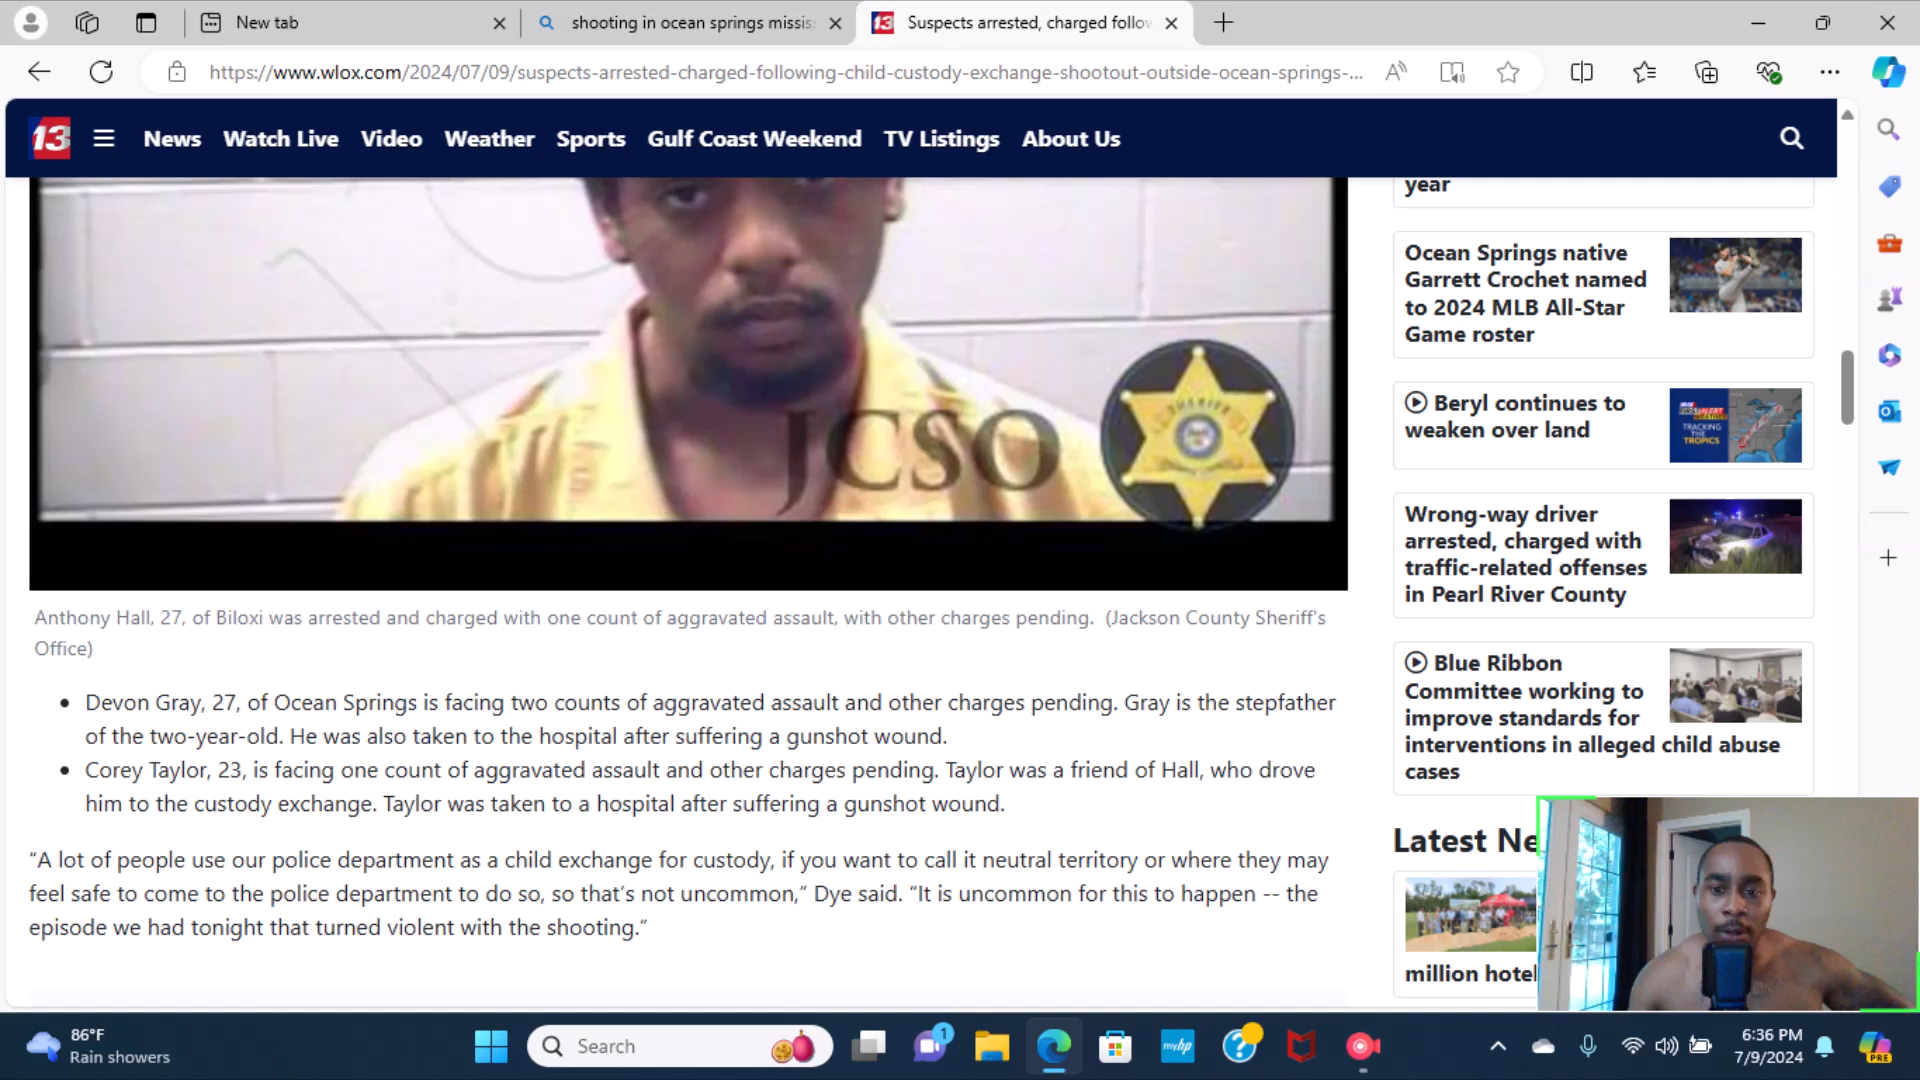 New tab
shooting in ocean springs missis
13 Suspects arrested, charged follow
https://www.wlox.com/2024/07/09/suspects-arrested-charged-following-child-custody-exchange-shootout-outside-ocean-springs-...
13 News Watch Live Video Weather Sports Gulf Coast Weekend TV Listings About Us
JCSO
SHERIFF
Anthony Hall, 27, of Biloxi was arrested and charged with one count of aggravated assault, with other charges pending. (Jackson County Sheriff's
Office)
• Devon Gray, 27, of Ocean Springs is facing two counts of aggravated assault and other charges pending. Gray is the stepfather
of the two-year-old. He was also taken to the hospital after suffering a gunshot wound.
• Corey Taylor, 23, is facing one count of aggravated assault and other charges pending. Taylor was a friend of Hall, who drove
him to the custody exchange. Taylor was taken to a hospital after suffering a gunshot wound.
“A lot of people use our police department as a child exchange for custody, if you want to call it neutral territory or where they may
feel safe to come to the police department to do so, so that’s not uncommon,” Dye said. “It is uncommon for this to happen -- the
episode we had tonight that turned violent with the shooting.”
year
Ocean Springs native
Garrett Crochet named
to 2024 MLB All-Star
Game roster
Beryl continues to
weaken over land
TRACKING
THE
TROPICS
Wrong-way driver
arrested, charged with
traffic-related offenses
in Pearl River County
Blue Ribbon
Committee working to
improve standards for
interventions in alleged child abuse
cases
Latest Ne
million hotel
86°F
Rain showers
Search
1
myhp
6:36 PM
7/9/2024
PRE